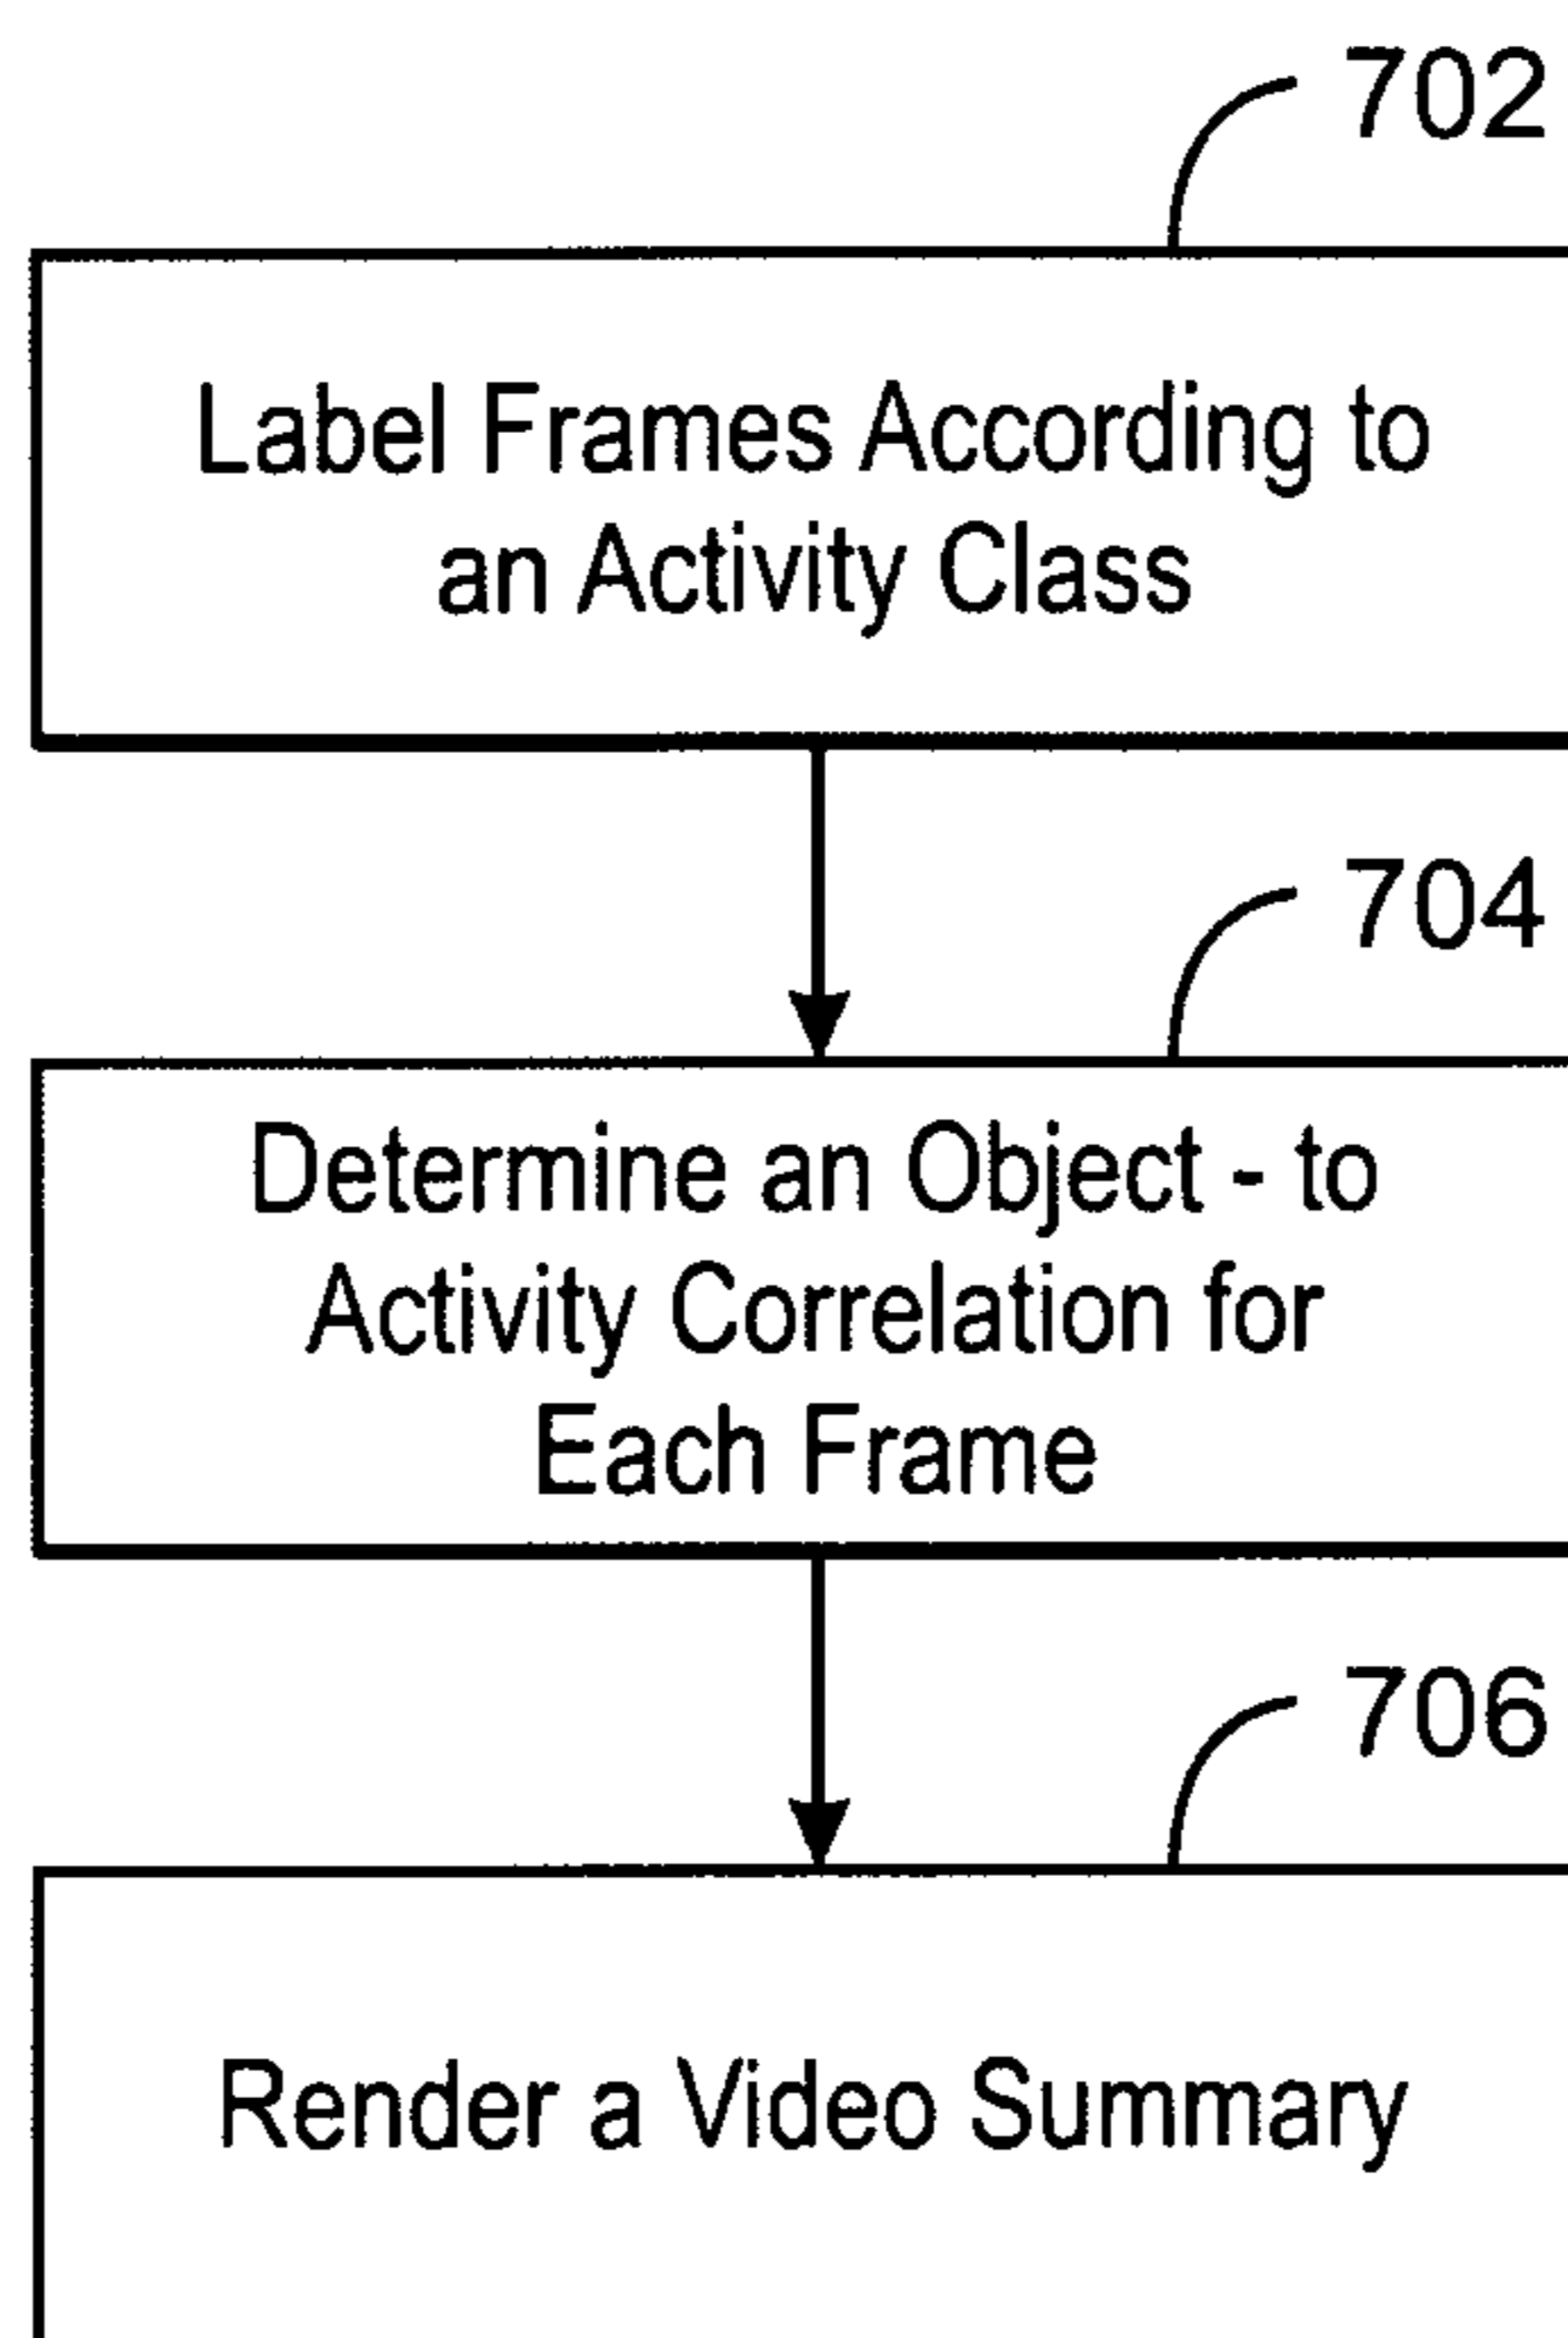 702
Label Frames According to
an Activity Class
704
Determine an Object - to
Activity Correlation for
Each Frame
706
Render a Video Summary